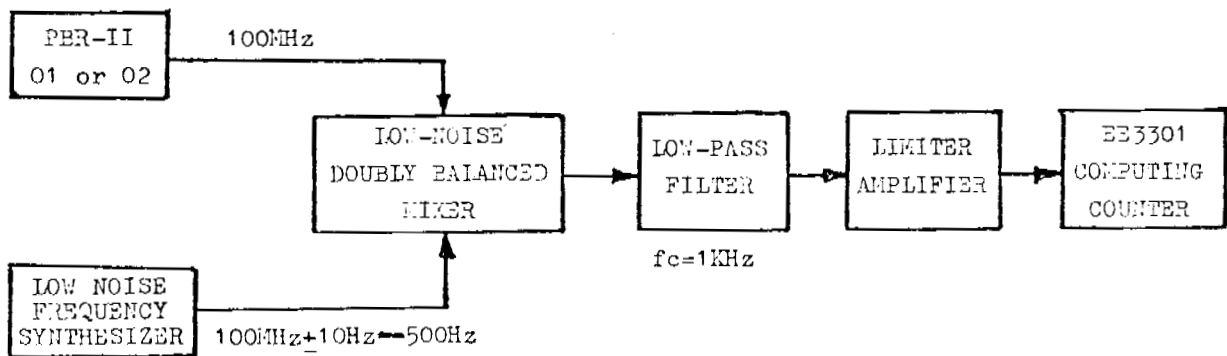 PBR-II
01 or 02
100MHz
LOW-NOISE
DOUBLY BALANCED
MIXER
LOW-PASS
FILTER
fc=1KHz
LIMITER
AMPLIFIER
EE3301
COMPUTING
COUNTER
LOW NOISE
FREQUENCY
SYNTHESIZER
100MHz±10Hz--500Hz